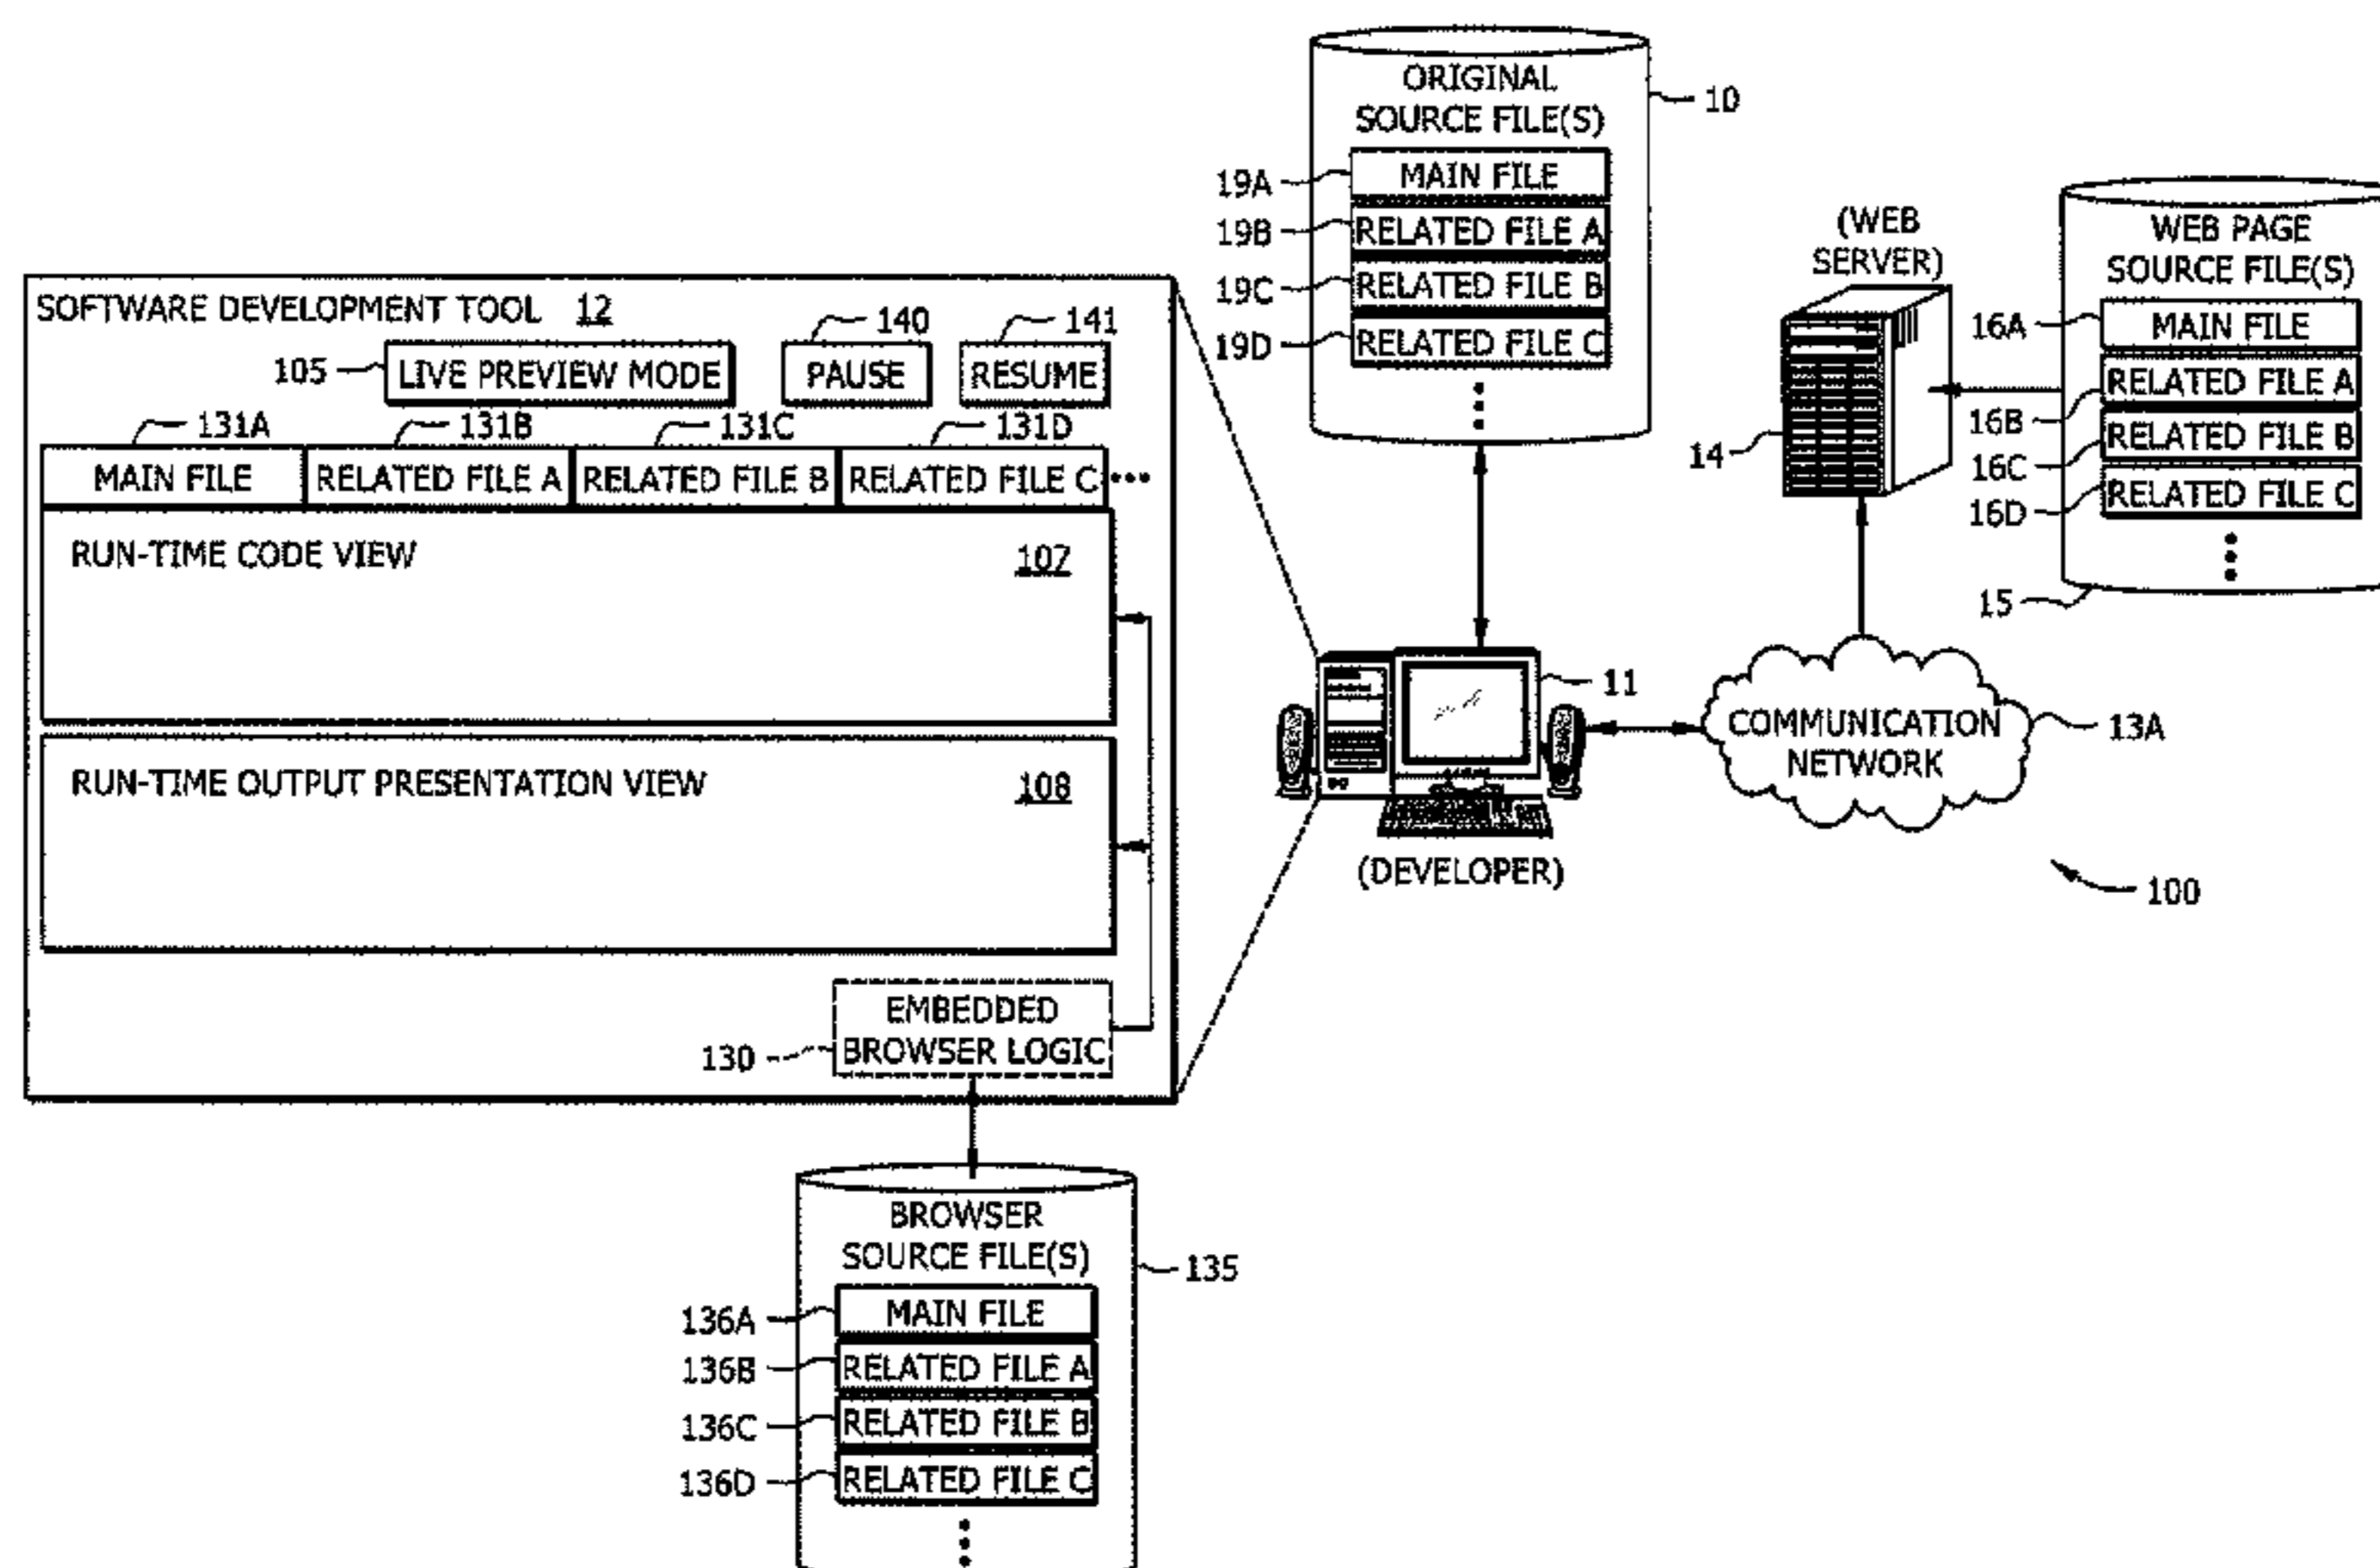 ORIGINAL
SOURCE FILE(S)
10
19A
MAIN FILE
19B
RELATED FILE A
19C
RELATED FILE B
19D
RELATED FILE C
(WEB
SERVER)
14
WEB PAGE
SOURCE FILE(S)
16A
MAIN FILE
16B
RELATED FILE A
16C
RELATED FILE B
16D
RELATED FILE C
15
SOFTWARE DEVELOPMENT TOOL 12
105
LIVE PREVIEW MODE
140
PAUSE
141
RESUME
131A
131B
131C
131D
MAIN FILE
RELATED FILE A
RELATED FILE B
RELATED FILE C
RUN-TIME CODE VIEW 107
RUN-TIME OUTPUT PRESENTATION VIEW 108
130
EMBEDDED
BROWSER LOGIC
11
(DEVELOPER)
COMMUNICATION
NETWORK
13A
100
BROWSER
SOURCE FILE(S)
135
136A
MAIN FILE
136B
RELATED FILE A
136C
RELATED FILE B
136D
RELATED FILE C